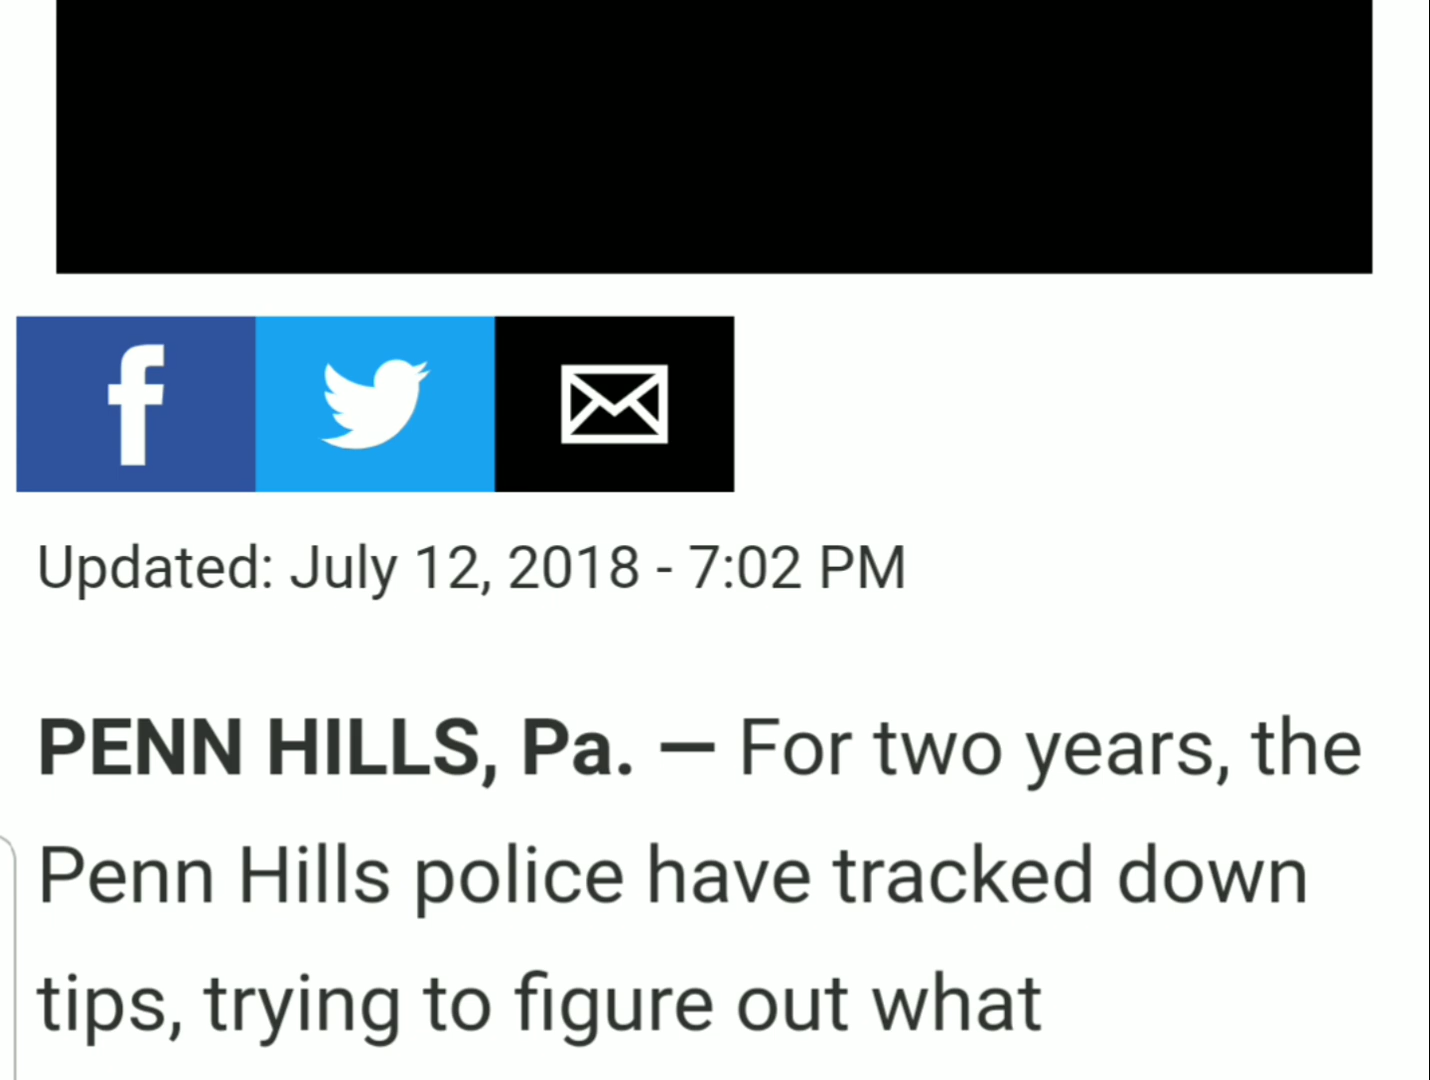 Updated: July 12, 2018 - 7:02 PM
PENN HILLS, Pa. — For two years, the
Penn Hills police have tracked down
tips, trying to figure out what